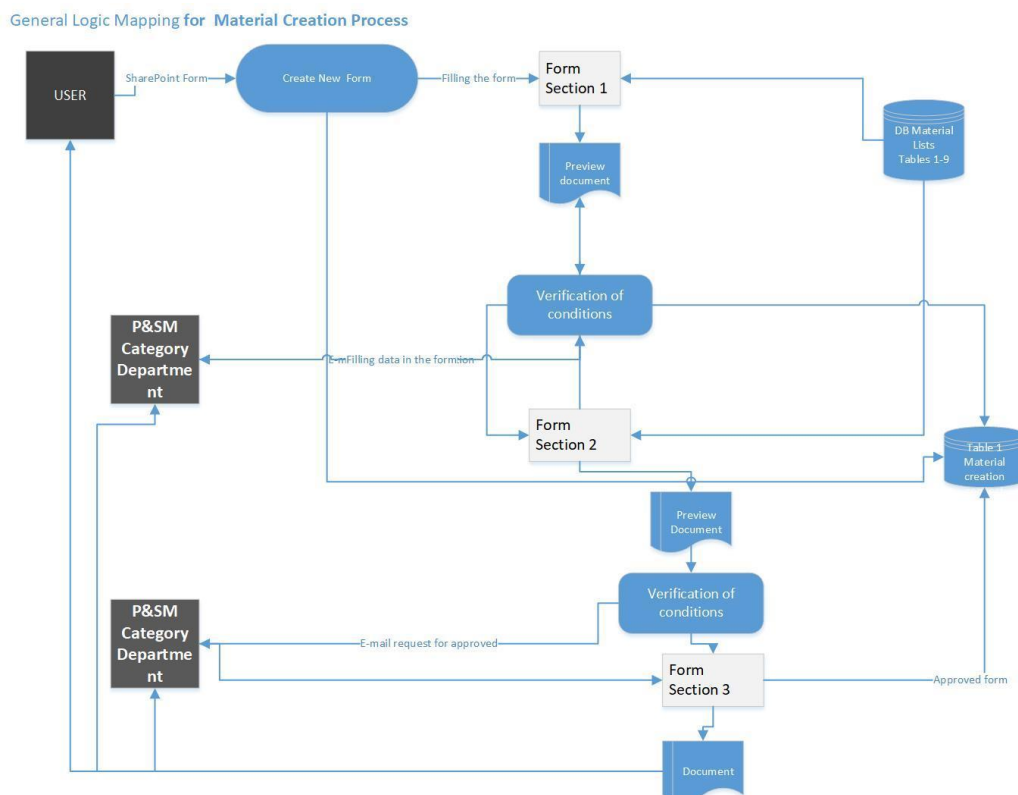 General Logic Mapping for Material Creation Process
USER
SharePoint Form
Create New Form
Filling the form
Form
Section 1
DB Material
Lists
Tables 1-9
Preview
document
Verification of
conditions
P&SM
Category
Departme
nt
Filling data in the form
Form
Section 2
Table 1
Material
creation
Preview
Document
Verification of
conditions
P&SM
Category
Departme
nt
E-mail request for approved
Form
Section 3
Approved form
Document